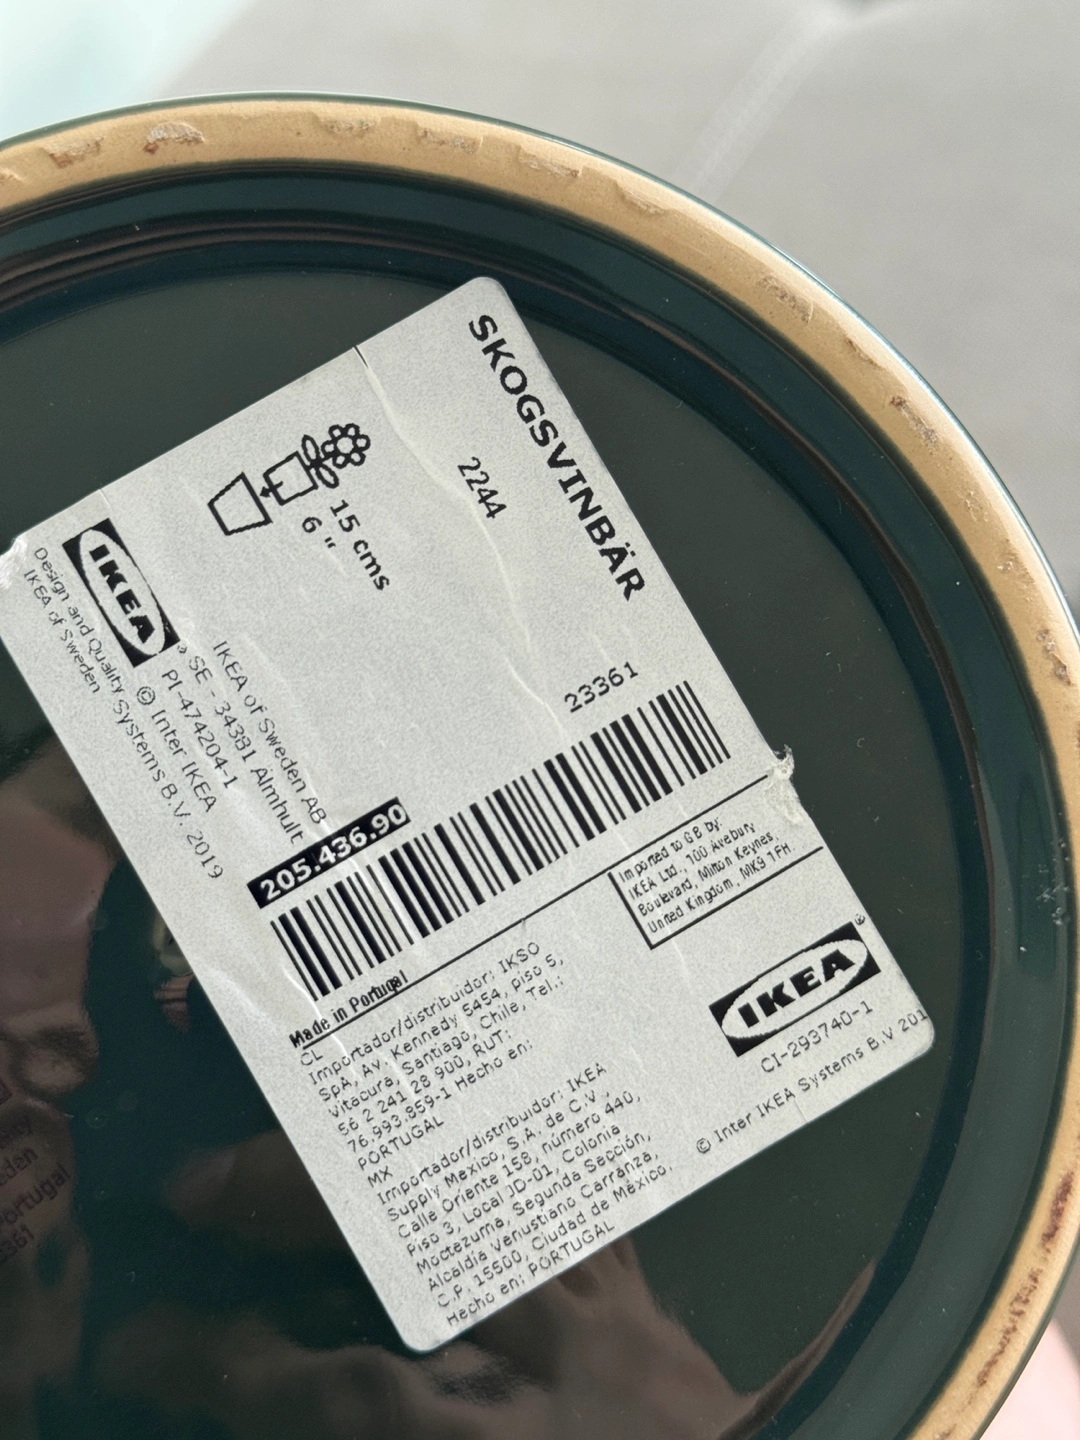 SKOGSVINBÄR
2244
15 cms
6 "
IKEA
Design and Quality
IKEA of Sweden
IKEA of Sweden AB
SE - 34381 Almhult
PI-474204-1
© Inter IKEA
Systems B.V. 2019
23361
205.436.90
Made in Portugal
CL
Importador/distribuidor: IKSO
SpA, Av. Kennedy 5454, piso 5,
Vitacura, Santiago, Chile, Tel.:
56 2 241 28 900, RUT:
76.993.859-1 Hecho en:
PORTUGAL
MX
Importador/distribuidor: IKEA
Supply Mexico, S.A. de C.V.,
Calle Oriente 158, número 440,
Piso 3, Local JD-01, Colonia
Moctezuma, Segunda Sección,
Alcaldía Venustiano Carranza,
C.P. 15500, Ciudad de México.
Hecho en: PORTUGAL
Imported to GB by:
IKEA Ltd., 100 Avebury
Boulevard, Milton Keynes,
United Kingdom, MK9 1FH.
IKEA®
CI-293740-1
© Inter IKEA Systems B.V 201
Portugal